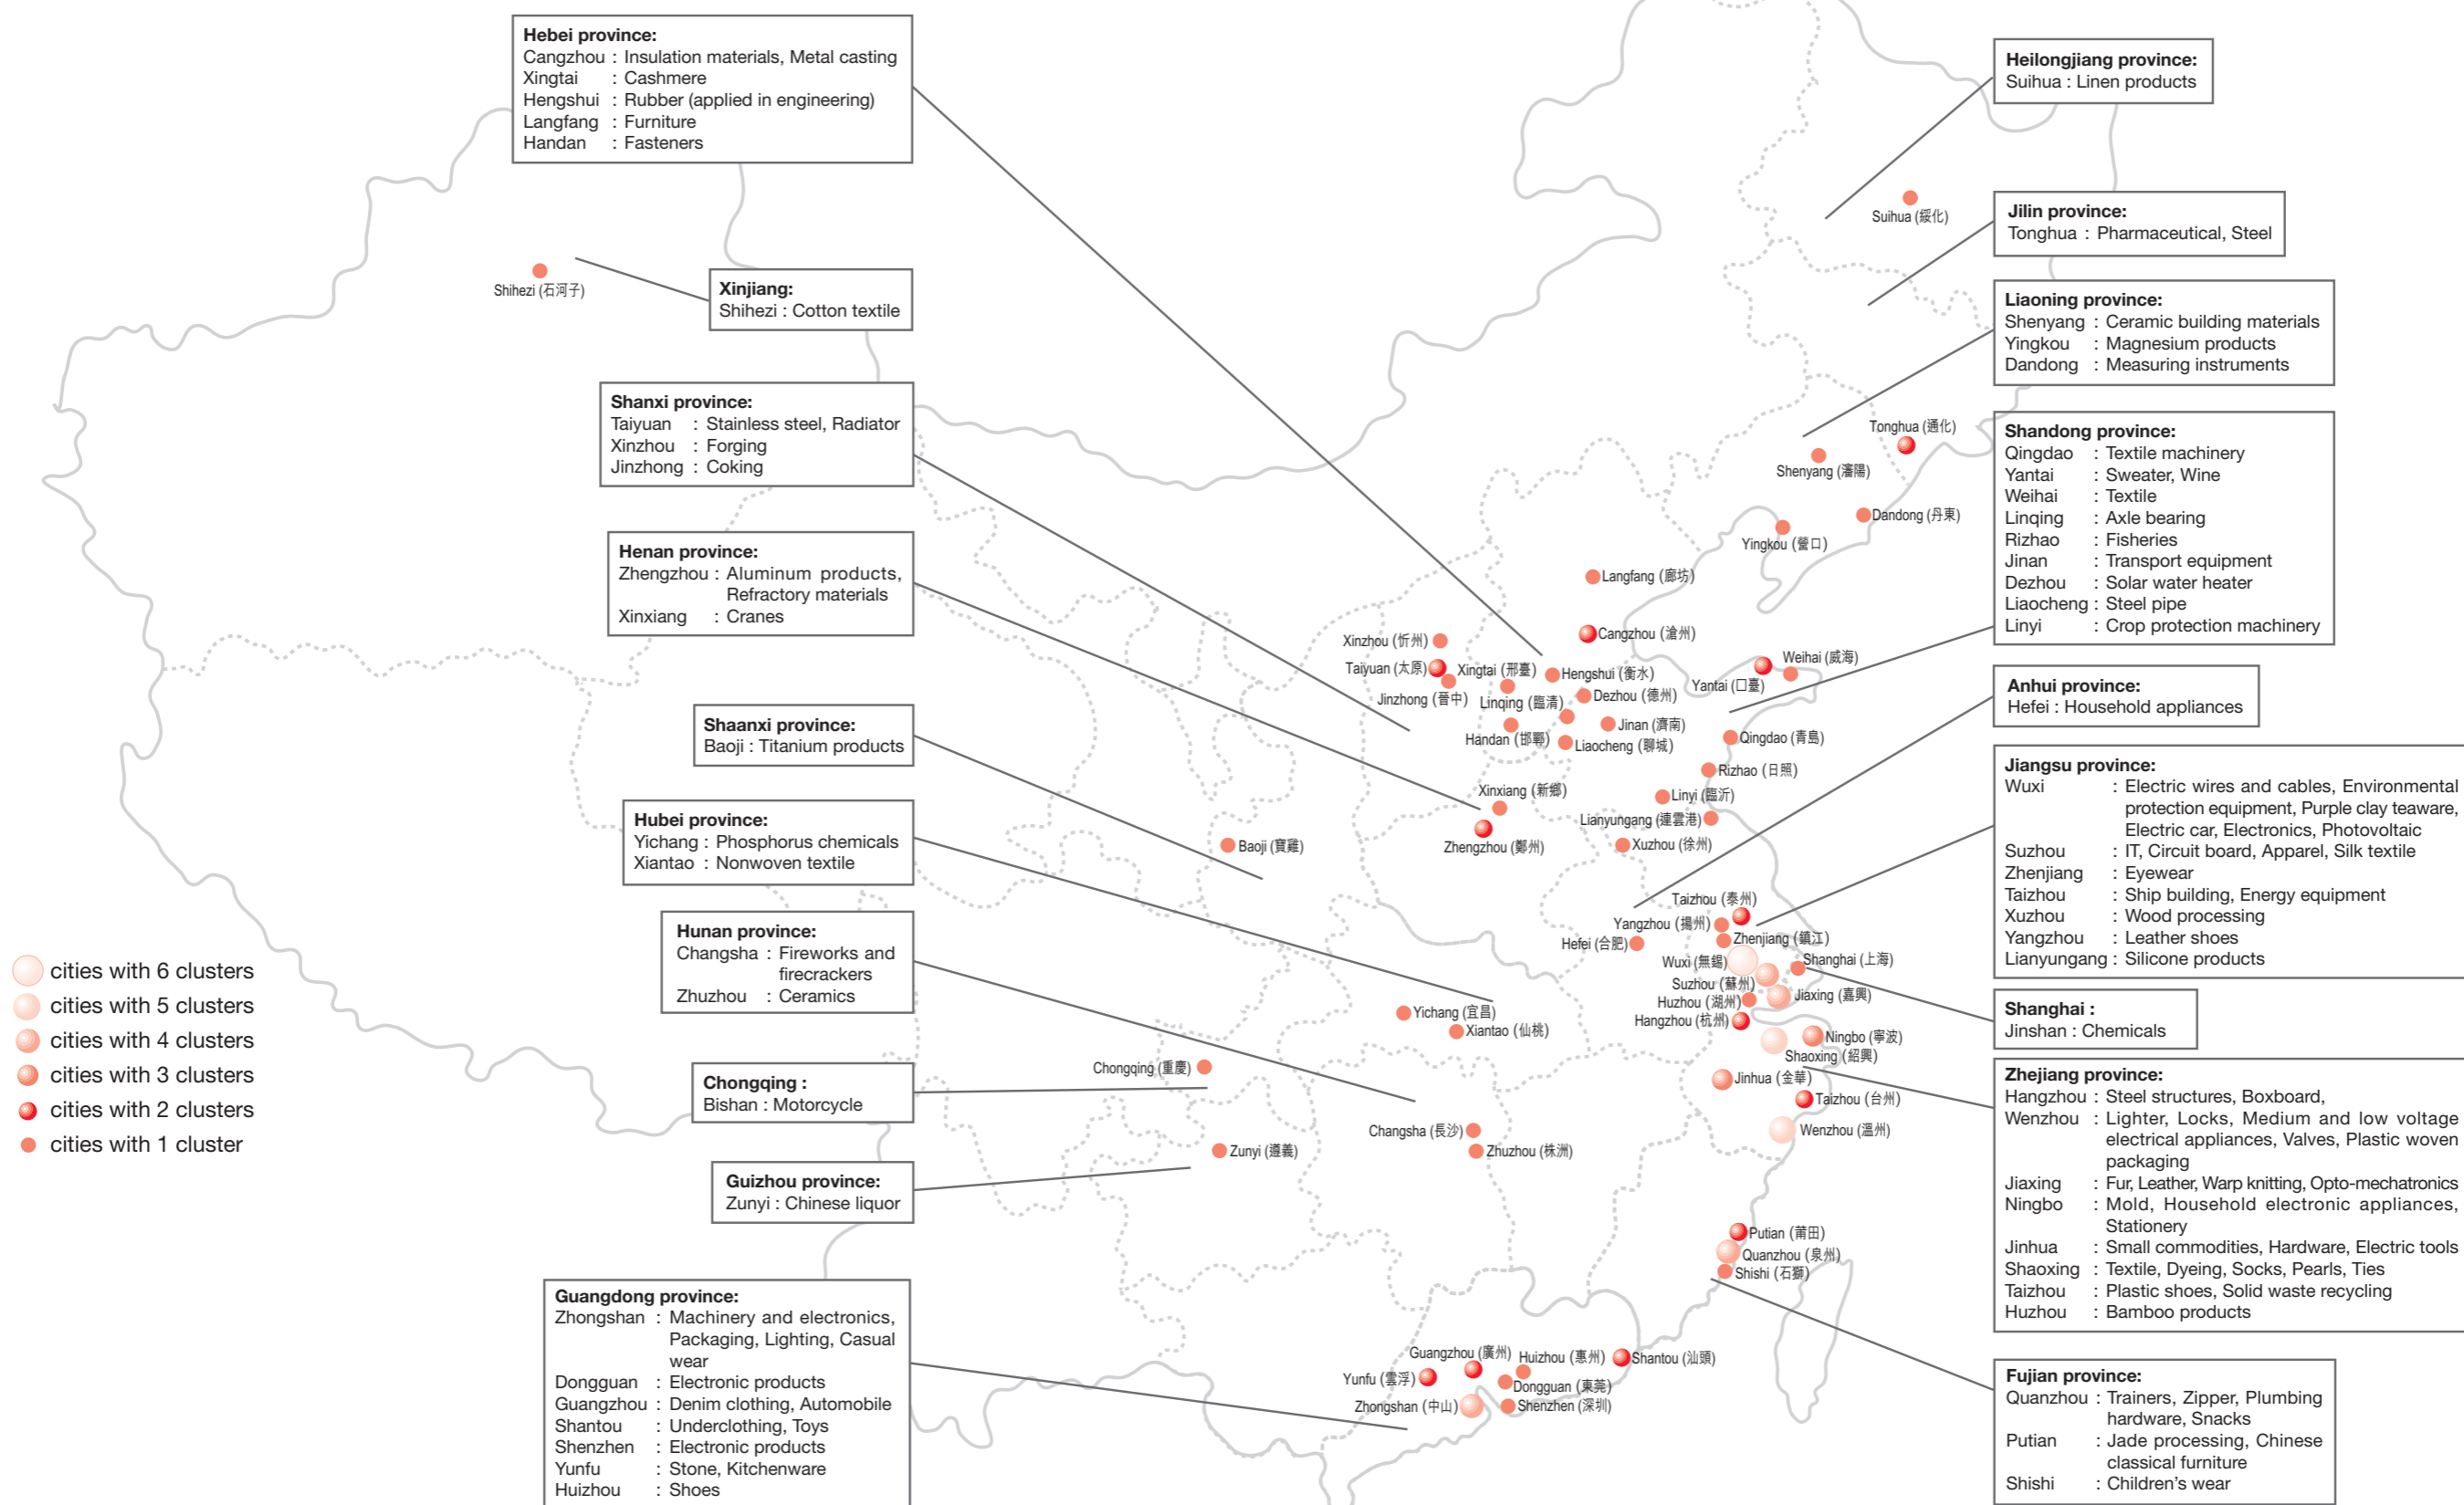 Hebei province:
Cangzhou : Insulation materials, Metal casting
Xingtai : Cashmere
Hengshui : Rubber (applied in engineering)
Langfang : Furniture
Handan : Fasteners
Xinjiang:
Shihezi : Cotton textile
Shanxi province:
Taiyuan : Stainless steel, Radiator
Xinzhou : Forging
Jinzhong : Coking
Henan province:
Zhengzhou : Aluminum products,
Refractory materials
Xinxiang : Cranes
Shaanxi province:
Baoji : Titanium products
Hubei province:
Yichang : Phosphorus chemicals
Xiantao : Nonwoven textile
Hunan province:
Changsha : Fireworks and
firecrackers
Zhuzhou : Ceramics
Chongqing :
Bishan : Motorcycle
Guizhou province:
Zunyi : Chinese liquor
Guangdong province:
Zhongshan : Machinery and electronics,
Packaging, Lighting, Casual
wear
Dongguan : Electronic products
Guangzhou : Denim clothing, Automobile
Shantou : Underclothing, Toys
Shenzhen : Electronic products
Yunfu : Stone, Kitchenware
Huizhou : Shoes
cities with 6 clusters
cities with 5 clusters
cities with 4 clusters
cities with 3 clusters
cities with 2 clusters
cities with 1 cluster
Shihezi (石河子)
Suihua (綏化)
Tonghua (通化)
Shenyang (瀋陽)
Dandong (丹東)
Yingkou (營口)
Langfang (廊坊)
Cangzhou (滄州)
Xinzhou (忻州)
Taiyuan (太原)
Xingtai (邢臺)
Hengshui (衡水)
Weihai (威海)
Yantai (口臺)
Jinzhong (晉中)
Linqing (臨清)
Dezhou (德州)
Jinan (濟南)
Handan (邯鄲)
Liaocheng (聊城)
Qingdao (青島)
Rizhao (日照)
Xinxiang (新鄉)
Linyi (臨沂)
Lianyungang (連雲港)
Zhengzhou (鄭州)
Xuzhou (徐州)
Baoji (寶雞)
Taizhou (泰州)
Yangzhou (揚州)
Hefei (合肥)
Zhenjiang (鎮江)
Wuxi (無錫)
Shanghai (上海)
Suzhou (蘇州)
Huzhou (湖州)
Jiaxing (嘉興)
Yichang (宜昌)
Hangzhou (杭州)
Xiantao (仙桃)
Ningbo (寧波)
Shaoxing (紹興)
Chongqing (重慶)
Jinhua (金華)
Taizhou (台州)
Changsha (長沙)
Wenzhou (溫州)
Zunyi (遵義)
Zhuzhou (株洲)
Putian (莆田)
Quanzhou (泉州)
Shishi (石獅)
Guangzhou (廣州)
Huizhou (惠州)
Shantou (汕頭)
Yunfu (雲浮)
Dongguan (東莞)
Zhongshan (中山)
Shenzhen (深圳)
Heilongjiang province:
Suihua : Linen products
Jilin province:
Tonghua : Pharmaceutical, Steel
Liaoning province:
Shenyang : Ceramic building materials
Yingkou : Magnesium products
Dandong : Measuring instruments
Shandong province:
Qingdao : Textile machinery
Yantai : Sweater, Wine
Weihai : Textile
Linqing : Axle bearing
Rizhao : Fisheries
Jinan : Transport equipment
Dezhou : Solar water heater
Liaocheng : Steel pipe
Linyi : Crop protection machinery
Anhui province:
Hefei : Household appliances
Jiangsu province:
Wuxi : Electric wires and cables, Environmental
protection equipment, Purple clay teaware,
Electric car, Electronics, Photovoltaic
Suzhou : IT, Circuit board, Apparel, Silk textile
Zhenjiang : Eyewear
Taizhou : Ship building, Energy equipment
Xuzhou : Wood processing
Yangzhou : Leather shoes
Lianyungang : Silicone products
Shanghai :
Jinshan : Chemicals
Zhejiang province:
Hangzhou : Steel structures, Boxboard,
Wenzhou : Lighter, Locks, Medium and low voltage
electrical appliances, Valves, Plastic woven
packaging
Jiaxing : Fur, Leather, Warp knitting, Opto-mechatronics
Ningbo : Mold, Household electronic appliances,
Stationery
Jinhua : Small commodities, Hardware, Electric tools
Shaoxing : Textile, Dyeing, Socks, Pearls, Ties
Taizhou : Plastic shoes, Solid waste recycling
Huzhou : Bamboo products
Fujian province:
Quanzhou : Trainers, Zipper, Plumbing
hardware, Snacks
Putian : Jade processing, Chinese
classical furniture
Shishi : Children's wear